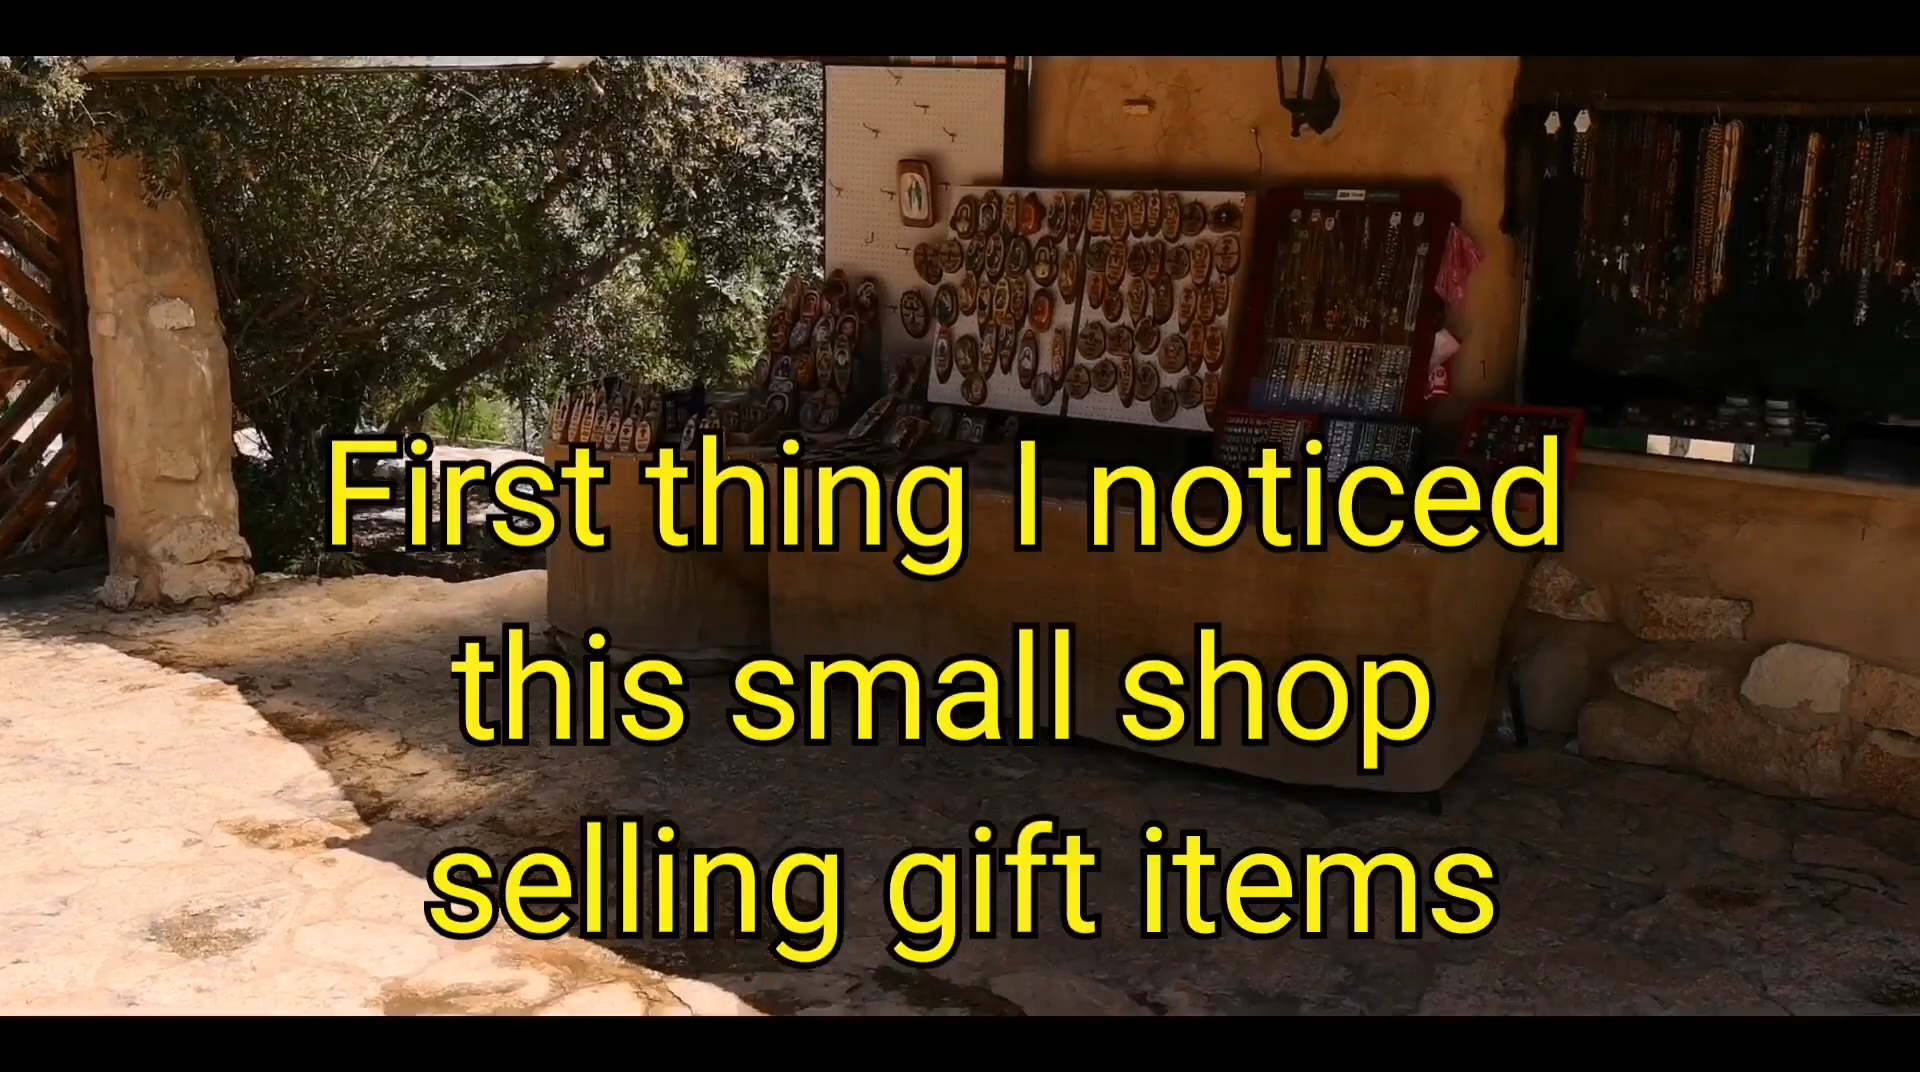 First thing I noticed
this small shop
selling gift items